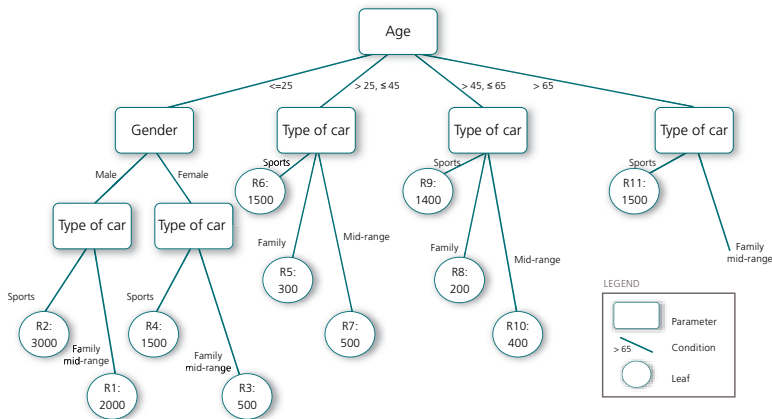 Age
<=25
> 25, ≤ 45
> 45, ≤ 65
> 65
Gender
Type of car
Type of car
Type of car
Male
Female
Sports
R6:
1500
Family
R5:
300
Mid-range
R7:
500
Sports
R9:
1400
Family
R8:
200
Mid-range
R10:
400
Sports
R11:
1500
Family
mid-range
Type of car
Type of car
Sports
R2:
3000
Family
mid-range
R1:
2000
Sports
R4:
1500
Family
mid-range
R3:
500
LEGEND
Parameter
> 65
Condition
Leaf